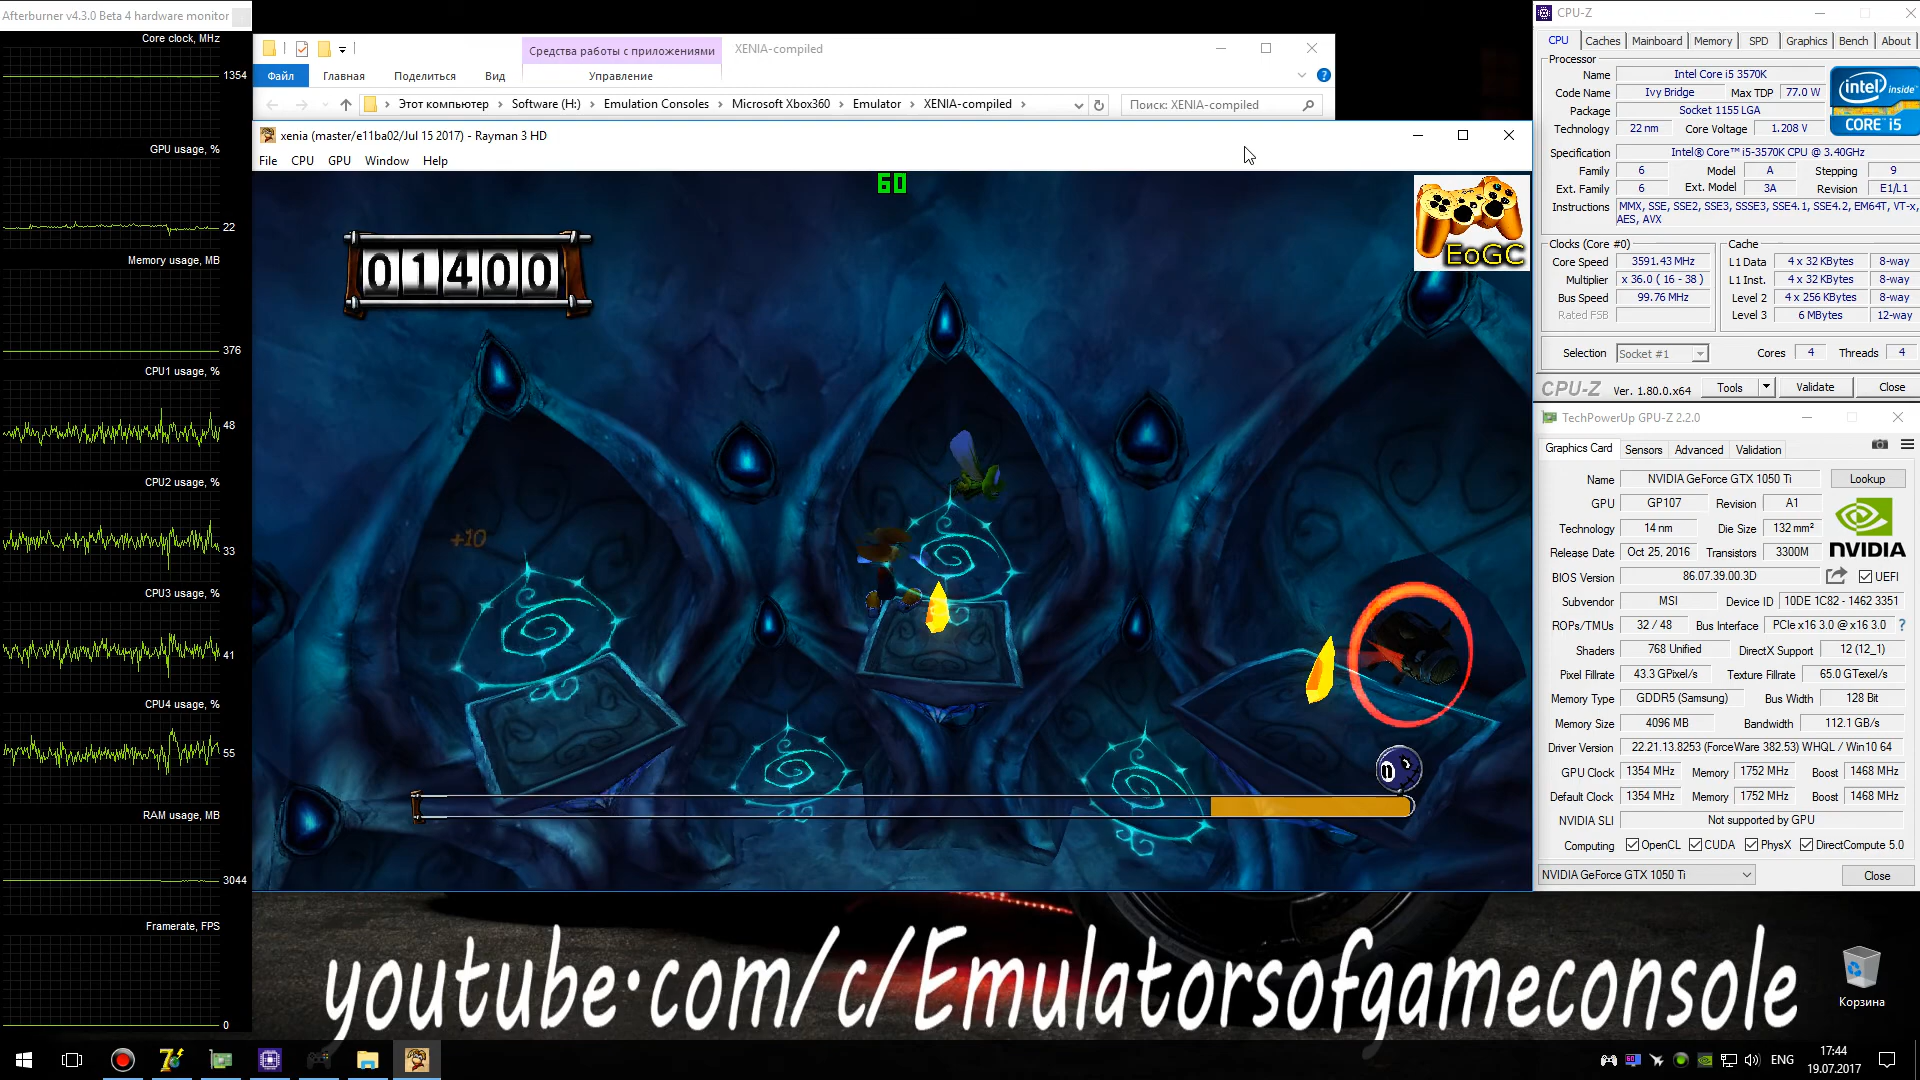 Afterburner v4.3.0 Beta 4 hardware monitor
Core clock, MHz
1354
GPU usage, %
22
Memory usage, MB
376
CPU1 usage, %
48
CPU2 usage, %
33
CPU3 usage, %
41
CPU4 usage, %
55
RAM usage, MB
3044
Framerate, FPS
0
Средства работы с приложениями
XENIA-compiled
Файл
Главная
Поделиться
Вид
Управление
Этот компьютер
Software (H:)
Emulation Consoles
Microsoft Xbox360
Emulator
XENIA-compiled
Поиск: XENIA-compiled
xenia (master/e11ba02/Jul 15 2017) - Rayman 3 HD
File CPU GPU Window Help
60
01400
EoGC
+10
youtube.com/c/Emulatorsofgameconsole
CPU-Z
CPU Caches Mainboard Memory SPD Graphics Bench About
Processor
Name Intel Core i5 3570K
Code Name Ivy Bridge Max TDP 77.0 W
Package Socket 1155 LGA
Technology 22 nm Core Voltage 1.208 V
intel inside
CORE i5
Specification Intel® Core™ i5-3570K CPU @ 3.40GHz
Family 6 Model A Stepping 9
Ext. Family 6 Ext. Model 3A Revision E1/L1
Instructions MMX, SSE, SSE2, SSE3, SSSE3, SSE4.1, SSE4.2, EM64T, VT-x,
AES, AVX
Clocks (Core #0)
Core Speed 3591.43 MHz
Multiplier x 36.0 ( 16 - 38 )
Bus Speed 99.76 MHz
Rated FSB
Cache
L1 Data 4 x 32 KBytes 8-way
L1 Inst. 4 x 32 KBytes 8-way
Level 2 4 x 256 KBytes 8-way
Level 3 6 MBytes 12-way
Selection Socket #1 Cores 4 Threads 4
CPU-Z Ver. 1.80.0.x64 Tools Validate Close
TechPowerUp GPU-Z 2.2.0
Graphics Card Sensors Advanced Validation
Name NVIDIA GeForce GTX 1050 Ti Lookup
GPU GP107 Revision A1
Technology 14 nm Die Size 132 mm²
Release Date Oct 25, 2016 Transistors 3300M
NVIDIA
BIOS Version 86.07.39.00.3D UEFI
Subvendor MSI Device ID 10DE 1C82 - 1462 3351
ROPs/TMUs 32 / 48 Bus Interface PCIe x16 3.0 @ x16 3.0 ?
Shaders 768 Unified DirectX Support 12 (12_1)
Pixel Fillrate 43.3 GPixel/s Texture Fillrate 65.0 GTexel/s
Memory Type GDDR5 (Samsung) Bus Width 128 Bit
Memory Size 4096 MB Bandwidth 112.1 GB/s
Driver Version 22.21.13.8253 (ForceWare 382.53) WHQL / Win10 64
GPU Clock 1354 MHz Memory 1752 MHz Boost 1468 MHz
Default Clock 1354 MHz Memory 1752 MHz Boost 1468 MHz
NVIDIA SLI Not supported by GPU
Computing OpenCL CUDA PhysX DirectCompute 5.0
NVIDIA GeForce GTX 1050 Ti Close
Корзина
ENG
17:44
19.07.2017